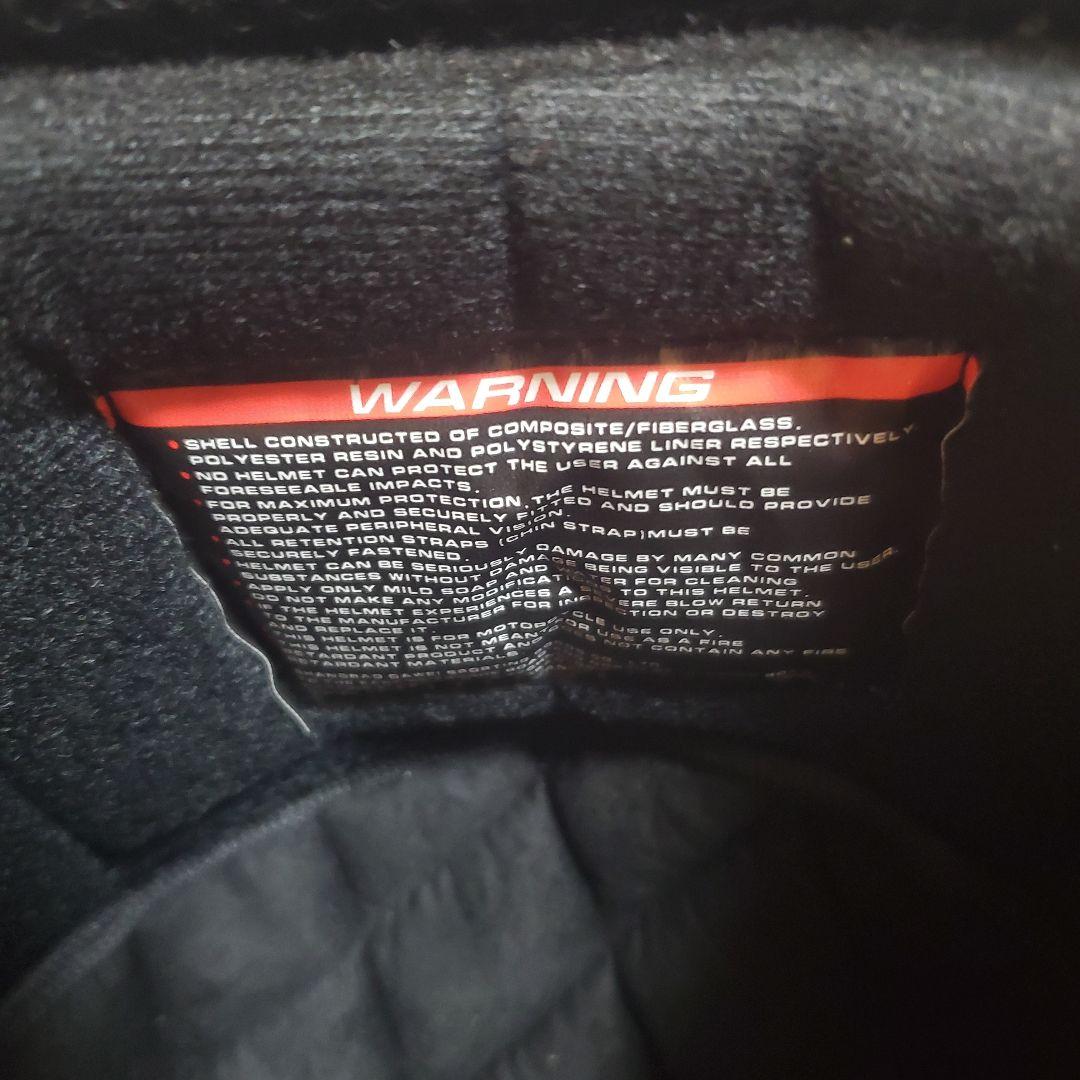 WARNING
• SHELL CONSTRUCTED OF COMPOSITE/FIBERGLASS.
POLYESTER RESIN AND POLYSTYRENE LINER RESPECTIVELY
• NO HELMET CAN PROTECT THE USER AGAINST ALL
FORESEEABLE IMPACTS.
• FOR MAXIMUM PROTECTION, THE HELMET MUST BE
PROPERLY AND SECURELY FITTED AND SHOULD PROVIDE
ADEQUATE PERIPHERAL VISION.
• ALL RETENTION STRAPS (CHIN STRAP)MUST BE
SECURELY FASTENED.
• HELMET CAN BE SERIOUSLY DAMAGE BY MANY COMMON
SUBSTANCES WITHOUT DAMAGE BEING VISIBLE TO THE USER.
APPLY ONLY MILD SOAP AND WATER FOR CLEANING
DO NOT MAKE ANY MODIFICATIONS TO THIS HELMET.
IF THE HELMET EXPERIENCES A SEVERE BLOW RETURN
TO THE MANUFACTURER FOR INSPECTION OR DESTROY
AND REPLACE IT.
THIS HELMET IS FOR MOTORCYCLE USE ONLY.
THIS HELMET IS NOT MEANT FOR USE AS A FIRE
RETARDANT PRODUCT AND DOES NOT CONTAIN ANY FIRE
RETARDANT MATERIALS